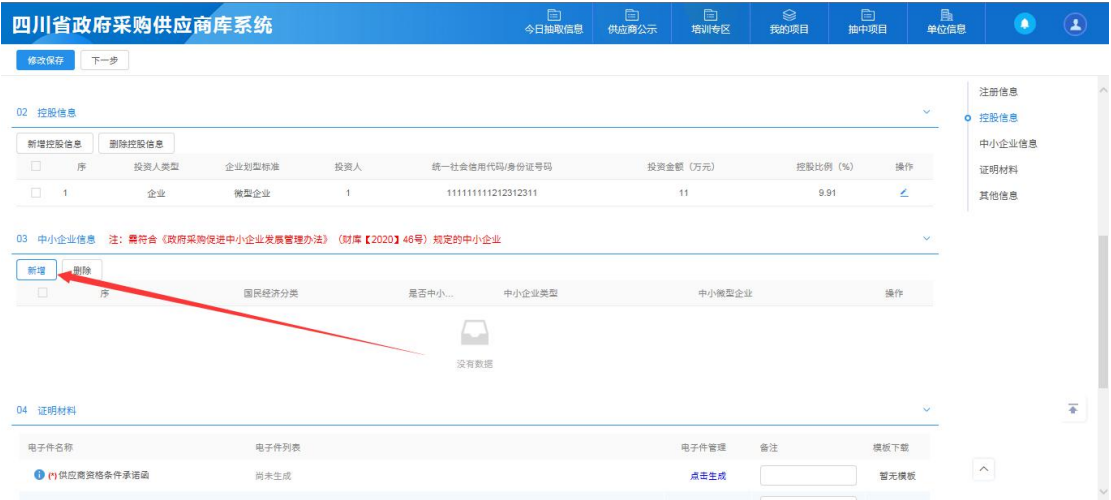 四川省政府采购供应商库系统
今日抽取信息 供应商公示 培训专区 我的项目 抽中项目 单位信息
修改保存 下一步
注册信息
控股信息
中小企业信息
证明材料
其他信息
02 控股信息
新增控股信息 删除控股信息
序 投资人类型 企业划型标准 投资人 统一社会信用代码/身份证号码 投资金额（万元） 控股比例（%） 操作
1 企业 微型企业 1 111111111212312311 11 9.91
03 中小企业信息 注：需符合《政府采购促进中小企业发展管理办法》（财库【2020】46号）规定的中小企业
新增 删除
序 国民经济分类 是否中小... 中小企业类型 中小微型企业 操作
没有数据
04 证明材料
电子件名称 电子件列表 电子件管理 备注 模板下载
(*)供应商资格条件承诺函 尚未生成 点击生成 暂无模板